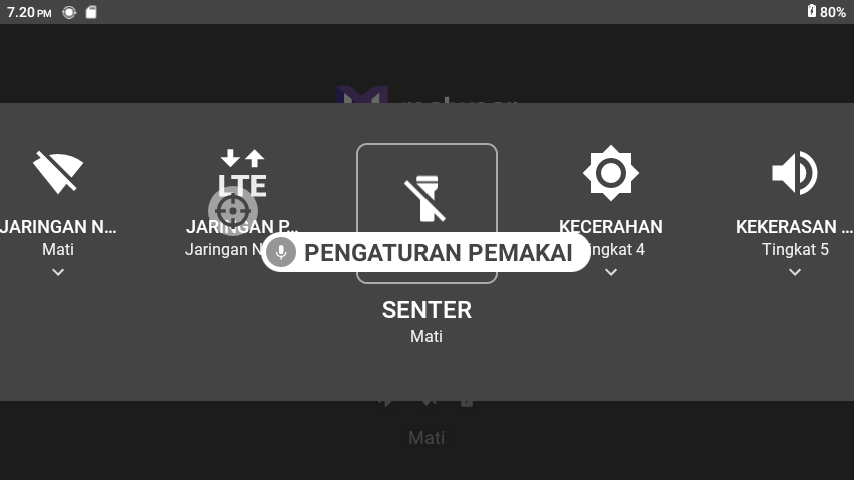 7.20 PM
80%
LTE
JARINGAN N...
JARINGAN P...
KECERAHAN
KEKERASAN ...
Mati
Jaringan
PENGATURAN PEMAKAI
4
Tingkat 5
SENTER
Mati
Mati